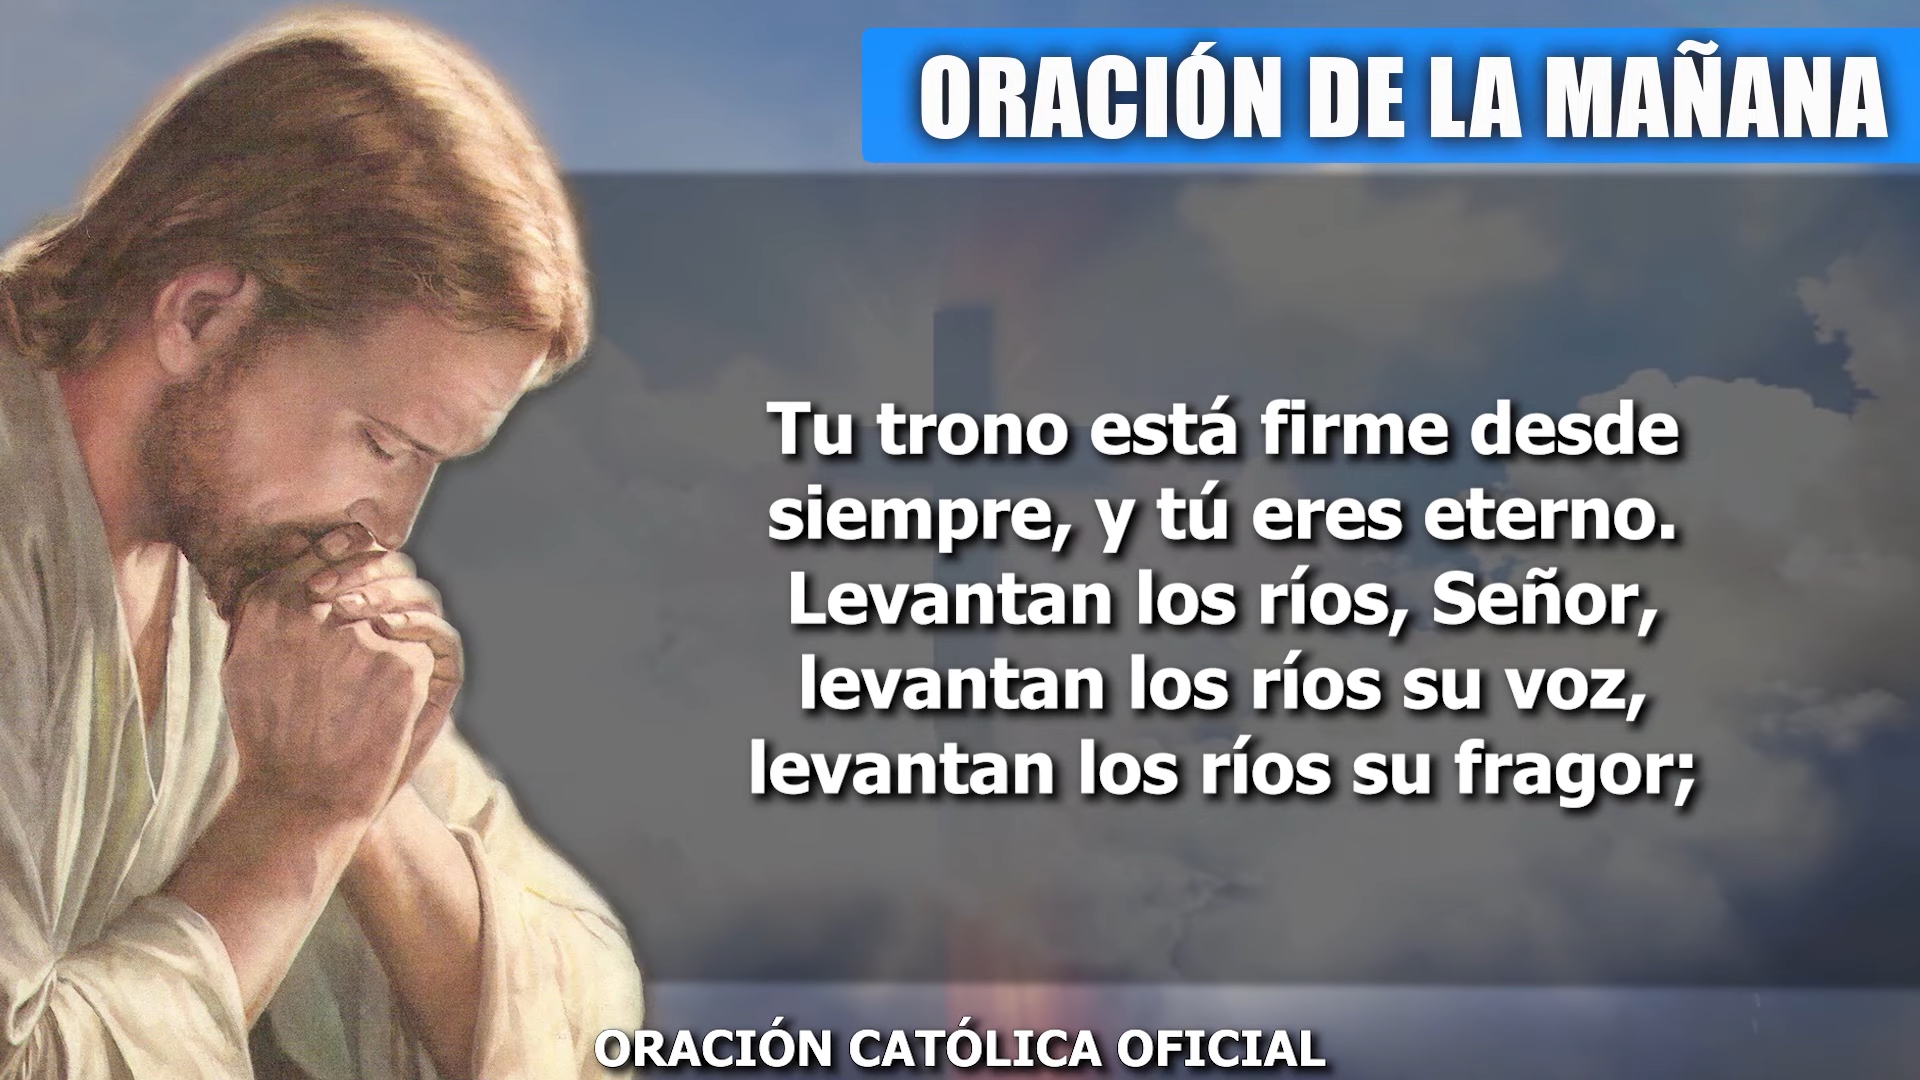 ORACIÓN DE LA MAÑANA
Tu trono está firme desde
siempre, y tú eres eterno.
Levantan los ríos, Señor,
levantan los ríos su voz,
levantan los ríos su fragor;
ORACIÓN CATÓLICA OFICIAL